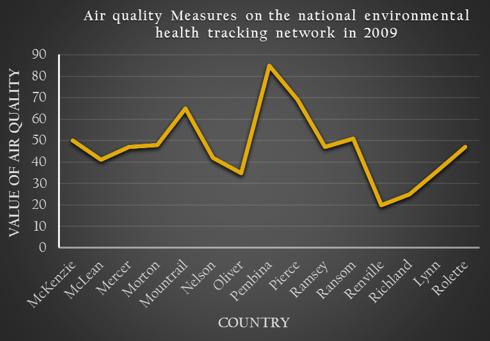 Air quality Measures on the national environmental
health tracking network in 2009
VALUE OF AIR QUALITY
90
80
70
60
50
40
30
20
10
0
McKenzie
McLean
Mercer
Morton
Mountrail
Nelson
Oliver
Pembina
Pierce
Ramsey
Ransom
Renville
Richland
Lynn
Rolette
COUNTRY